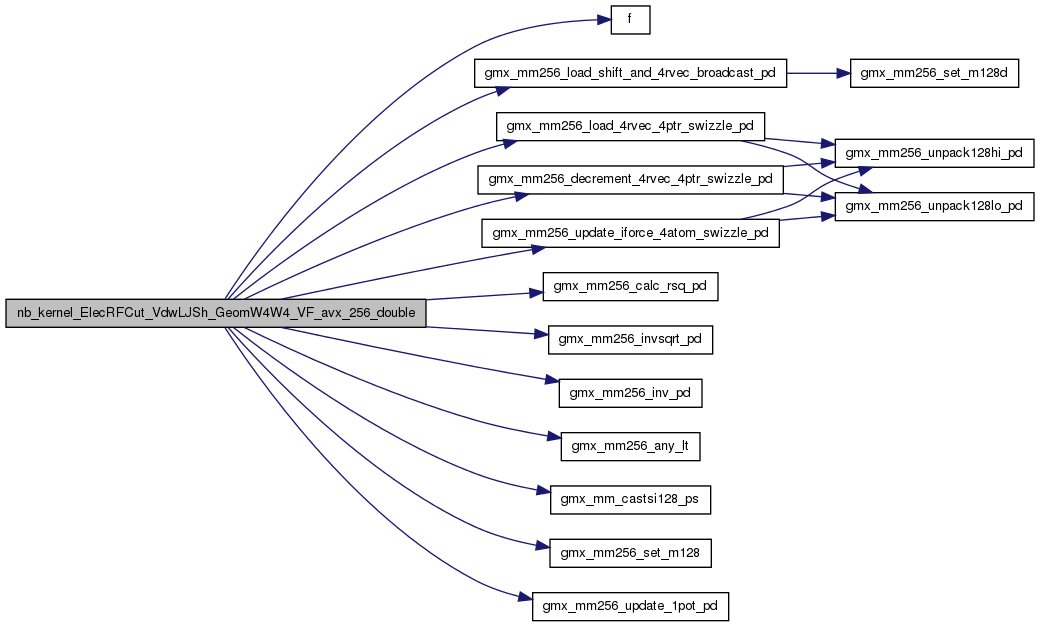 f
gmx_mm256_load_shift_and_4rvec_broadcast_pd
gmx_mm256_set_m128d
gmx_mm256_load_4rvec_4ptr_swizzle_pd
gmx_mm256_unpack128hi_pd
gmx_mm256_decrement_4rvec_4ptr_swizzle_pd
gmx_mm256_unpack128lo_pd
gmx_mm256_update_iforce_4atom_swizzle_pd
gmx_mm256_calc_rsq_pd
nb_kernel_ElecRFCut_VdwLJSh_GeomW4W4_VF_avx_256_double
gmx_mm256_invsqrt_pd
gmx_mm256_inv_pd
gmx_mm256_any_lt
gmx_mm_castsi128_ps
gmx_mm256_set_m128
gmx_mm256_update_1pot_pd